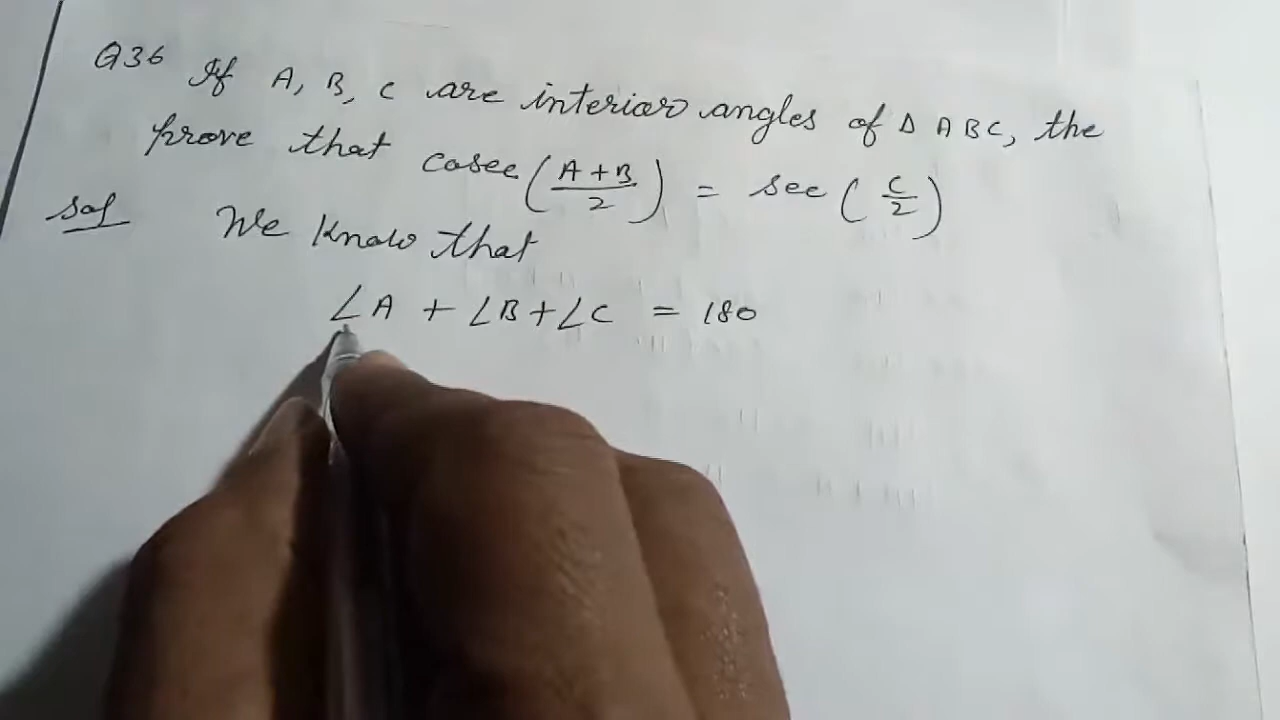 Q36 If A, B, C are interior angles of Δ ABC, the
prove that cosec (A+B/2) = sec (C/2)
Sol We know that
∠A + ∠B + ∠C = 180